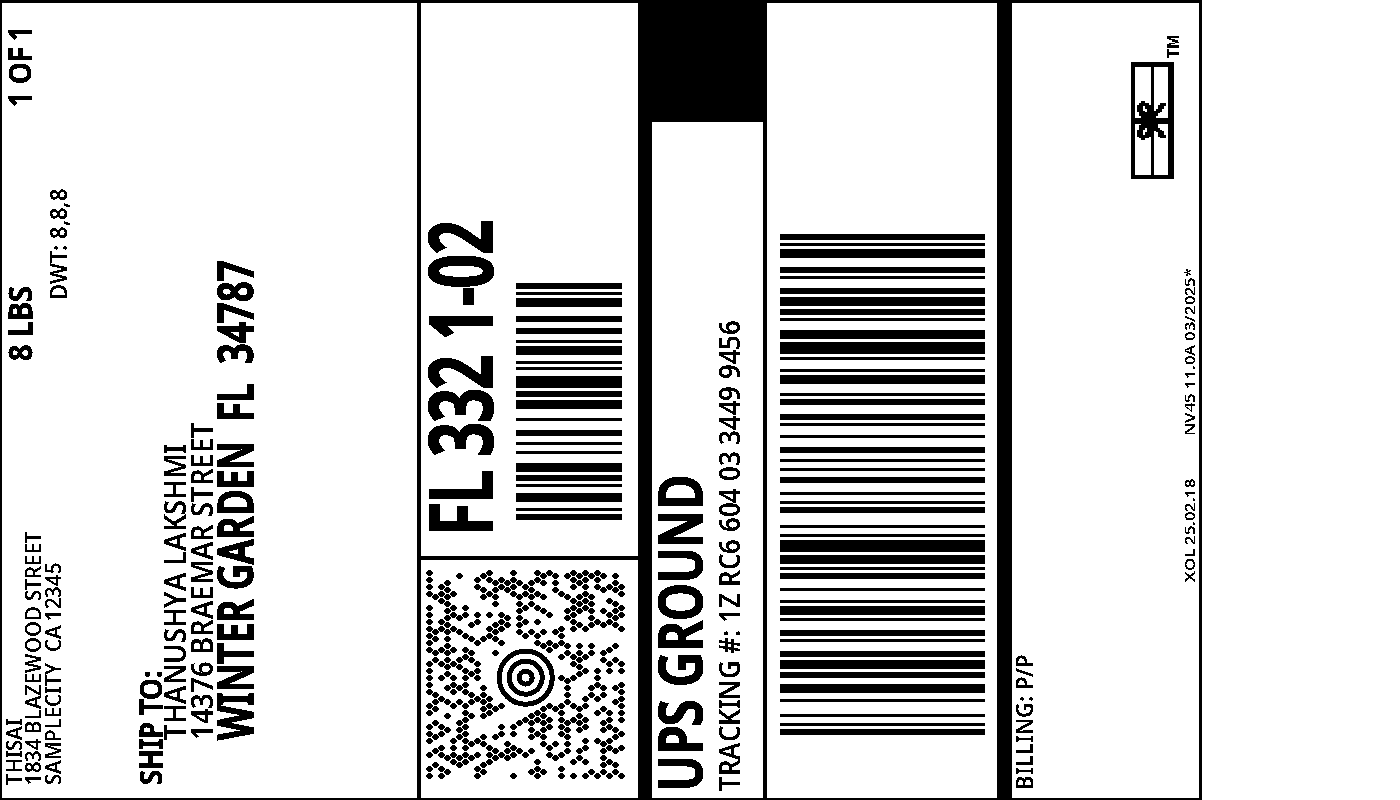 THISAI
1834 BLAZEWOOD STREET
SAMPLECITY CA 12345
8 LBS
1 OF 1
DWT: 8,8,8
SHIP TO:
THANUSHYA LAKSHMI
14376 BRAEMAR STREET
WINTER GARDEN FL 34787
FL 332 1-02
UPS GROUND
TRACKING #: 1Z RC6 604 03 3449 9456
BILLING: P/P
XOL 25.02.18 NV45 11.0A 03/2025*
TM